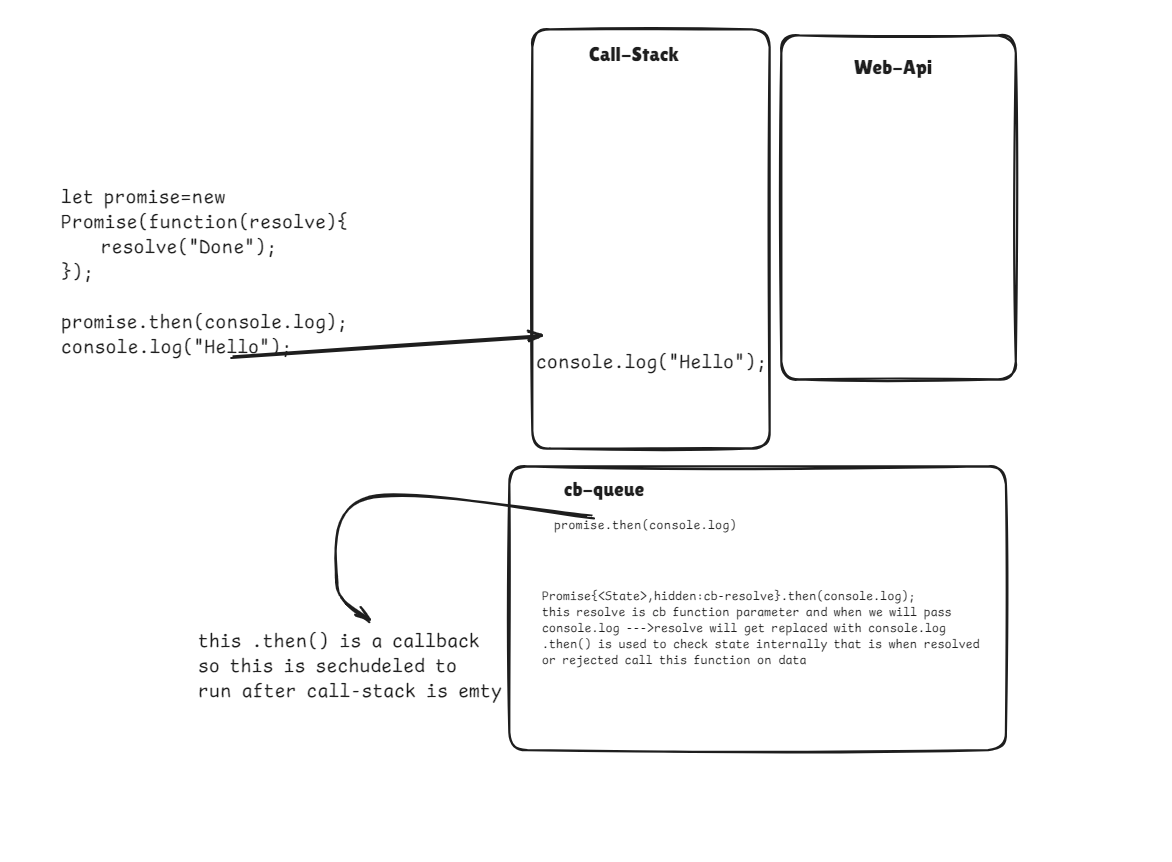 Call-Stack
Web-Api
let promise=new
Promise(function(resolve){
    resolve("Done");
});
promise.then(console.log);
console.log("Hello");
console.log("Hello");
cb-queue
promise.then(console.log)
Promise{<State>,hidden:cb-resolve}.then(console.log);
this resolve is cb function parameter and when we will pass
console.log --->resolve will get replaced with console.log
.then() is used to check state internally that is when resolved
or rejected call this function on data
this .then() is a callback
so this is sechudeled to
run after call-stack is emty